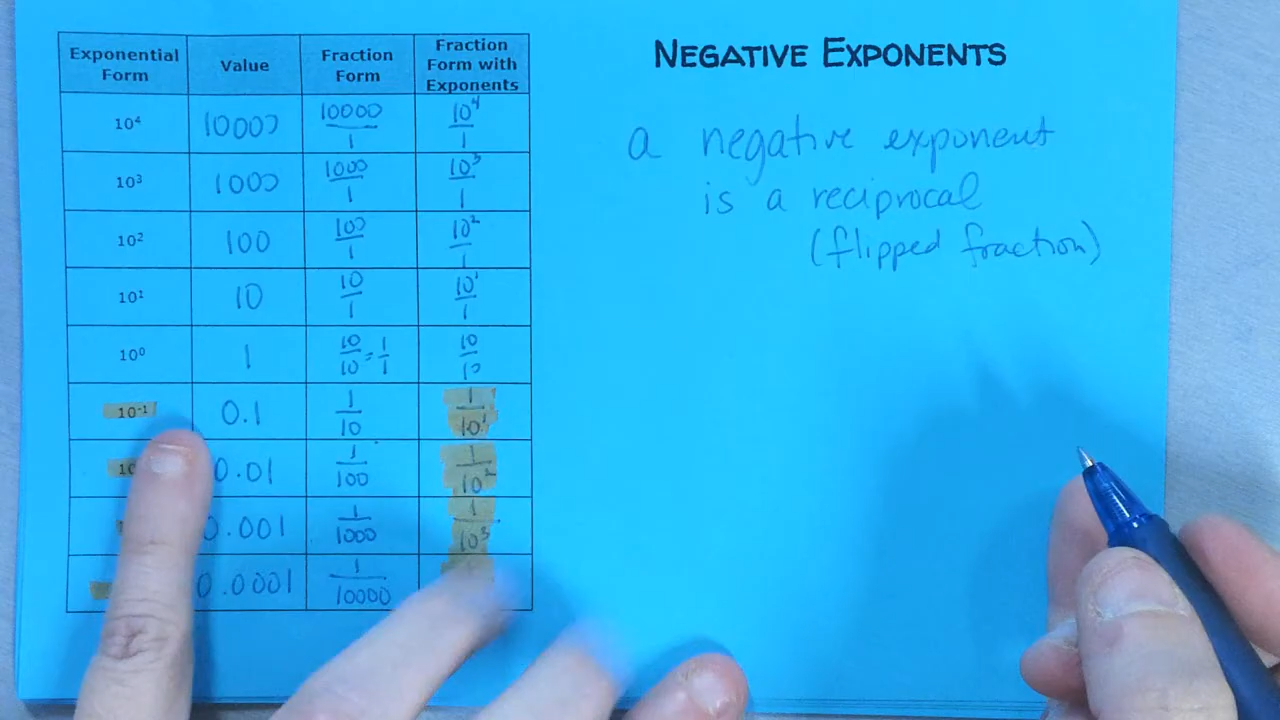 Exponential Form Value Fraction Form Fraction Form with Exponents
10⁴ 10000 10000/1 10⁴/1
10³ 1000 1000/1 10³/1
10² 100 100/1 10²/1
10¹ 10 10/1 10¹/1
10⁰ 1 10/10 = 1/1 10/10
10⁻¹ 0.1 1/10 1/10¹
10 0.01 1/100 1/10²
0.001 1/1000 1/10³
0.0001 1/10000
NEGATIVE EXPONENTS
a negative exponent
is a reciprocal
(flipped fraction)